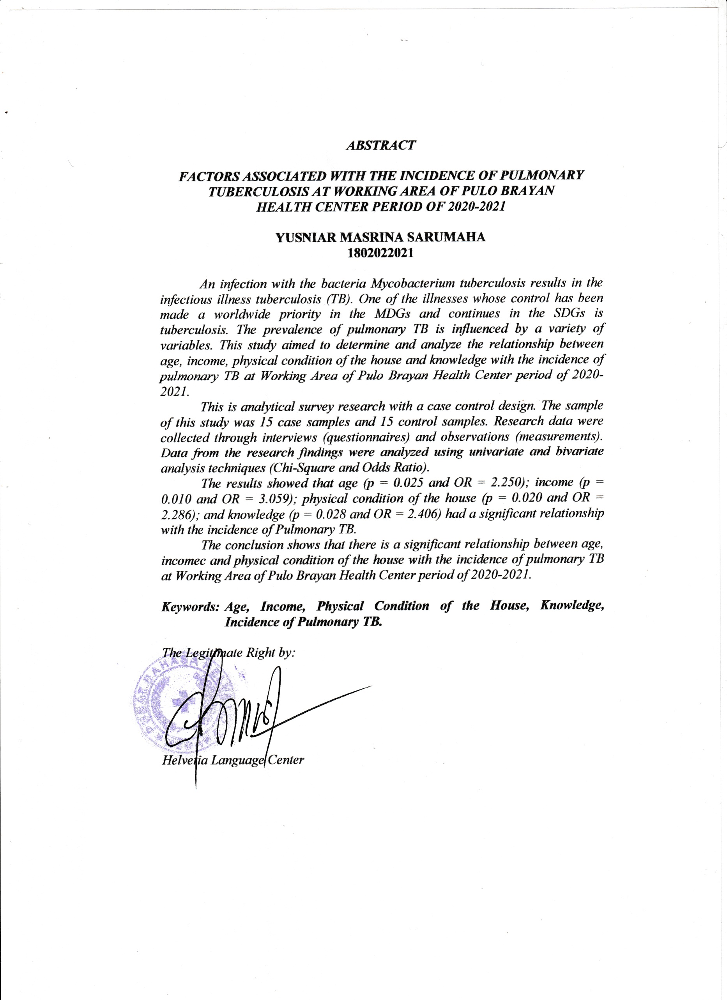 ABSTRACT
FACTORS ASSOCIATED WITH THE INCIDENCE OF PULMONARY
TUBERCULOSIS AT WORKING AREA OF PULO BRAYAN
HEALTH CENTER PERIOD OF 2020-2021
YUSNIAR MASRINA SARUMAHA
1802022021
An infection with the bacteria Mycobacterium tuberculosis results in the
infectious illness tuberculosis (TB). One of the illnesses whose control has been
made a worldwide priority in the MDGs and continues in the SDGs is
tuberculosis. The prevalence of pulmonary TB is influenced by a variety of
variables. This study aimed to determine and analyze the relationship between
age, income, physical condition of the house and knowledge with the incidence of
pulmonary TB at Working Area of Pulo Brayan Health Center period of 2020-
2021.
This is analytical survey research with a case control design. The sample
of this study was 15 case samples and 15 control samples. Research data were
collected through interviews (questionnaires) and observations (measurements).
Data from the research findings were analyzed using univariate and bivariate
analysis techniques (Chi-Square and Odds Ratio).
The results showed that age (p = 0.025 and OR = 2.250); income (p =
0.010 and OR = 3.059); physical condition of the house (p = 0.020 and OR =
2.286); and knowledge (p = 0.028 and OR = 2.406) had a significant relationship
with the incidence of Pulmonary TB.
The conclusion shows that there is a significant relationship between age,
incomec and physical condition of the house with the incidence of pulmonary TB
at Working Area of Pulo Brayan Health Center period of 2020-2021.
Keywords: Age, Income, Physical Condition of the House, Knowledge,
Incidence of Pulmonary TB.
The Legitimate Right by:
Helvetia Language Center